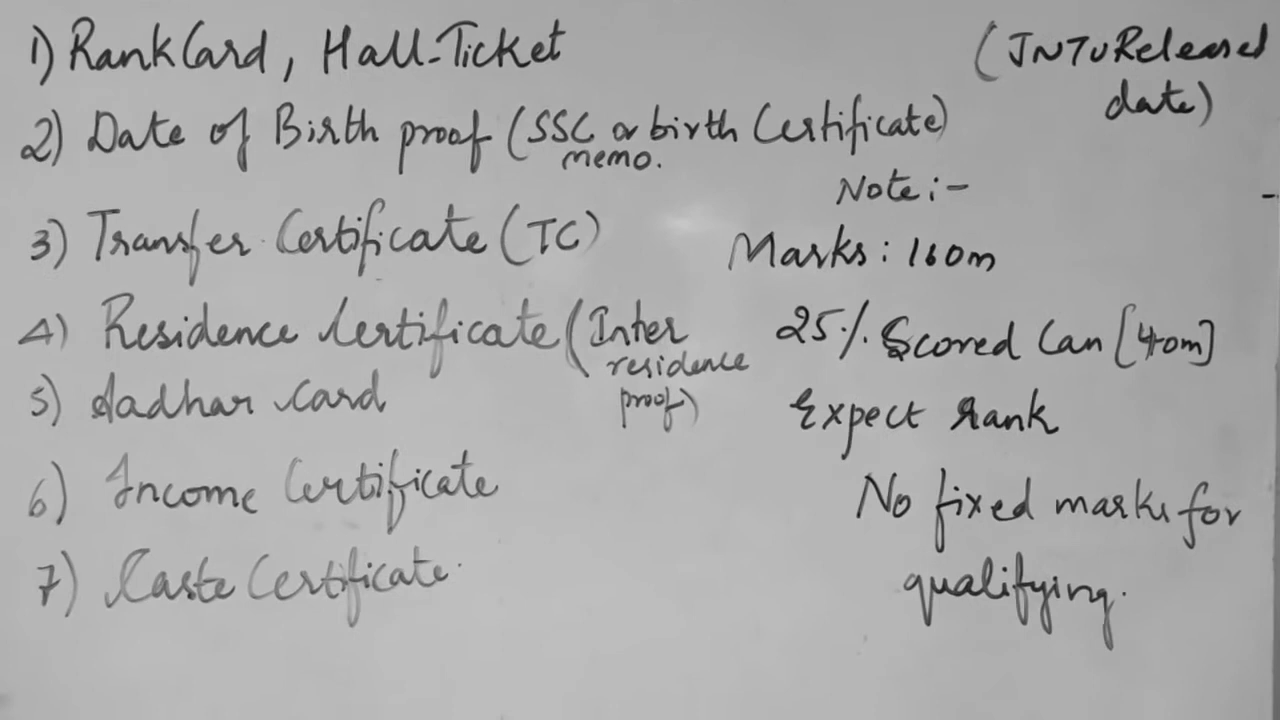 1) Rank Card, Hall-Ticket
(JNTU Released
date)
2) Date of Birth proof (SSC or birth Certificate)
memo.
3) Transfer Certificate (TC)
4) Residence Certificate (Inter
residence
proof)
5) Aadhar Card
6) Income Certificate
7) Caste Certificate.
Note :-
Marks : 160m
25% Scored Can [40m]
Expect rank
No fixed marks for
qualifying.